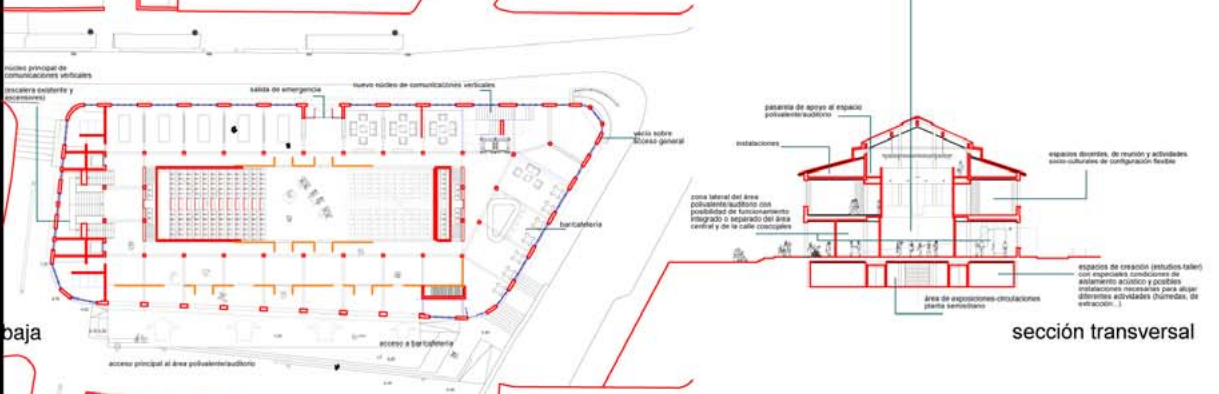 núcleo principal de
comunicaciones verticales
(escalera existente y
ascensores)
salida de emergencia
nuevo núcleo de comunicaciones verticales
vacío sobre
acceso general
bar/cafetería
acceso a bar/cafetería
acceso principal al área polivalente/auditorio
baja
pasarela de apoyo al espacio
polivalente/auditorio
instalaciones
espacios docentes, de reunión y actividades
socio-culturales de configuración flexible
zona lateral del área
polivalente/auditorio con
posibilidad de funcionamiento
integrado o separado del área
central y de la calle coscojales
espacios de creación (estudios-taller)
con especiales condiciones de
aislamiento acústico y posibles
instalaciones necesarias para alojar
diferentes actividades (húmedas, de
extracción...)
área de exposiciones-circulaciones
planta semisótano
sección transversal